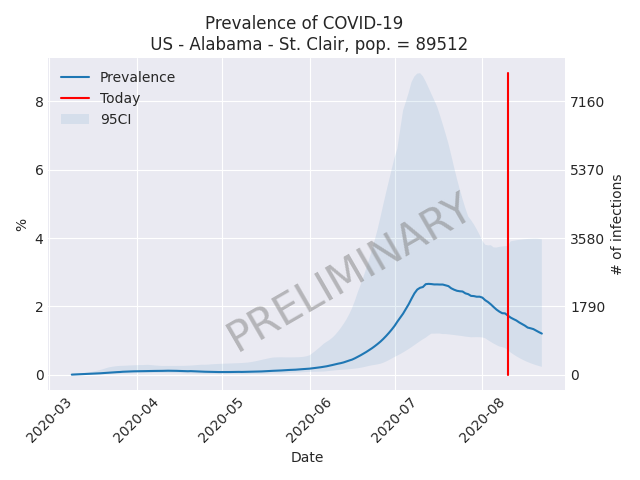 Prevalence of COVID-19
US - Alabama - St. Clair, pop. = 89512
Prevalence
Today
95CI
8
6
4
2
0
%
7160
5370
3580
1790
0
# of infections
PRELIMINARY
2020-03
2020-04
2020-05
2020-06
2020-07
2020-08
Date